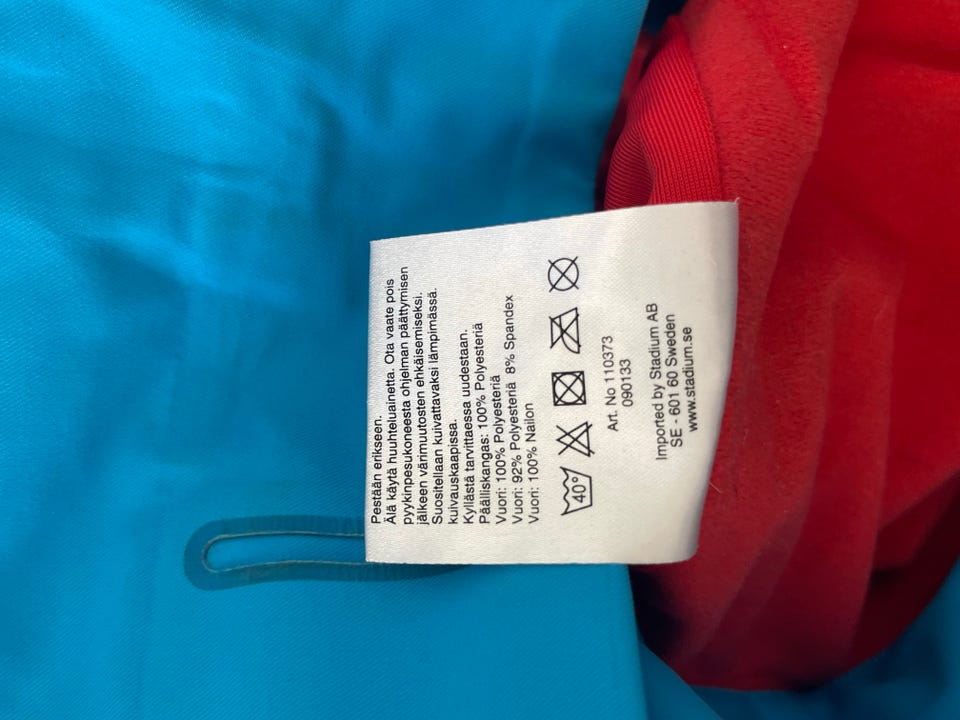 Pestään erikseen.
Älä käytä huuhteluainetta. Ota vaate pois
pyykinpesukoneesta ohjelman päättymisen
jälkeen värimuutosten ehkäisemiseksi.
Suositellaan kuivattavaksi lämpimässä.
kuivauskaapissa.
Kyllästä tarvittaessa uudestaan.
Päälliskangas: 100% Polyesteriä
Vuori: 100% Polyesteriä
Vuori: 92% Polyesteriä 8% Spandex
Vuori: 100% Nailon
40°
Art. No 110373
090133
Imported by Stadium AB
SE - 601 60 Sweden
www.stadium.se